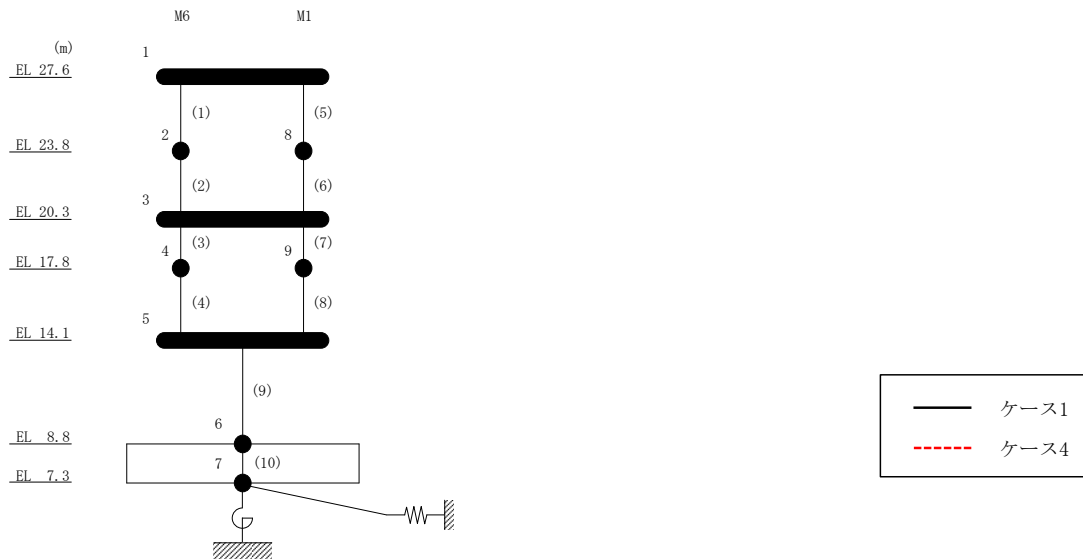 M6 M1
(m)
1
EL 27.6
(1) (5)
2 8
EL 23.8
(2) (6)
3
EL 20.3
(3) (7)
4 9
EL 17.8
(4) (8)
5
EL 14.1
(9)
6
EL 8.8
7 (10)
EL 7.3
ケース1
ケース4